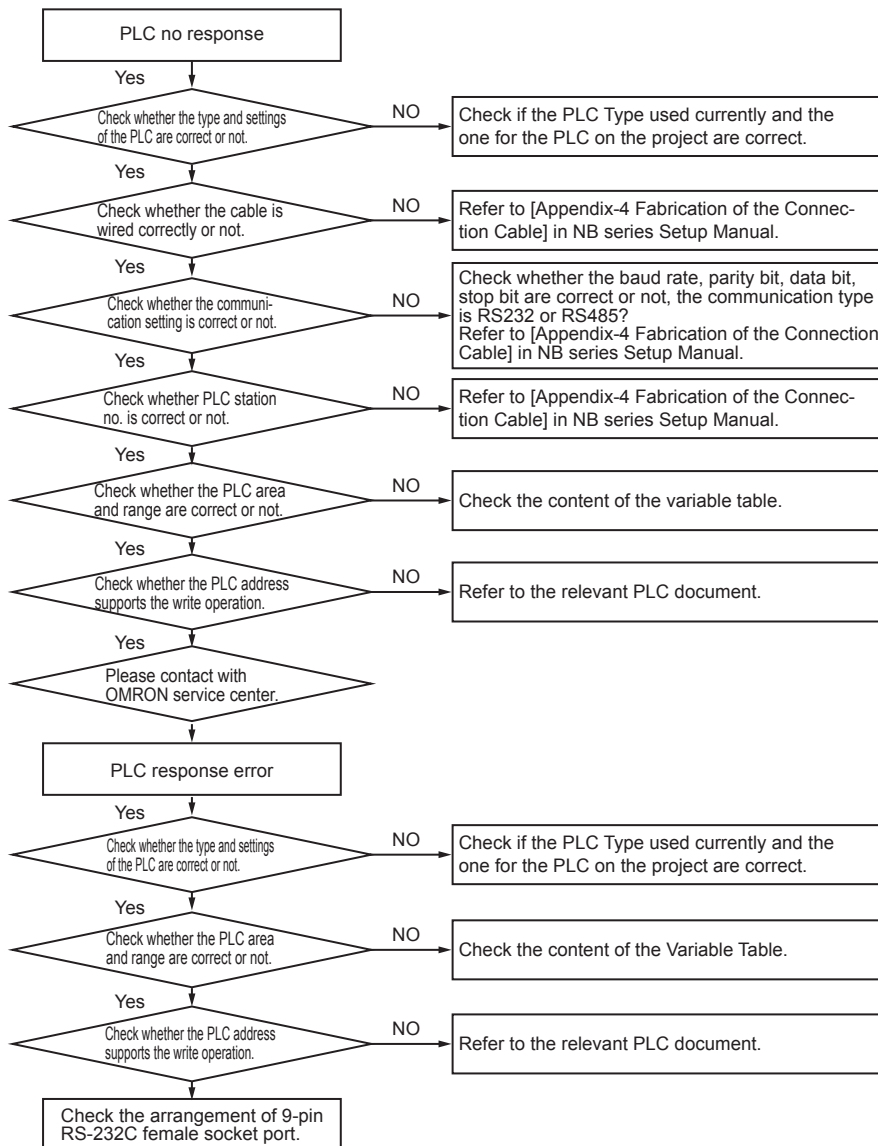 PLC no response
Yes
Check whether the type and settings
of the PLC are correct or not.
NO
Check if the PLC Type used currently and the
one for the PLC on the project are correct.
Yes
Check whether the cable is
wired correctly or not.
NO
Refer to [Appendix-4 Fabrication of the Connec-
tion Cable] in NB series Setup Manual.
Yes
Check whether the communi-
cation setting is correct or not.
NO
Check whether the baud rate, parity bit, data bit,
stop bit are correct or not, the communication type
is RS232 or RS485?
Refer to [Appendix-4 Fabrication of the Connection
Cable] in NB series Setup Manual.
Yes
Check whether PLC station
no. is correct or not.
NO
Refer to [Appendix-4 Fabrication of the Connec-
tion Cable] in NB series Setup Manual.
Yes
Check whether the PLC area
and range are correct or not.
NO
Check the content of the variable table.
Yes
Check whether the PLC address
supports the write operation.
NO
Refer to the relevant PLC document.
Yes
Please contact with
OMRON service center.
PLC response error
Yes
Check whether the type and settings
of the PLC are correct or not.
NO
Check if the PLC Type used currently and the
one for the PLC on the project are correct.
Yes
Check whether the PLC area
and range are correct or not.
NO
Check the content of the Variable Table.
Yes
Check whether the PLC address
supports the write operation.
NO
Refer to the relevant PLC document.
Check the arrangement of 9-pin
RS-232C female socket port.